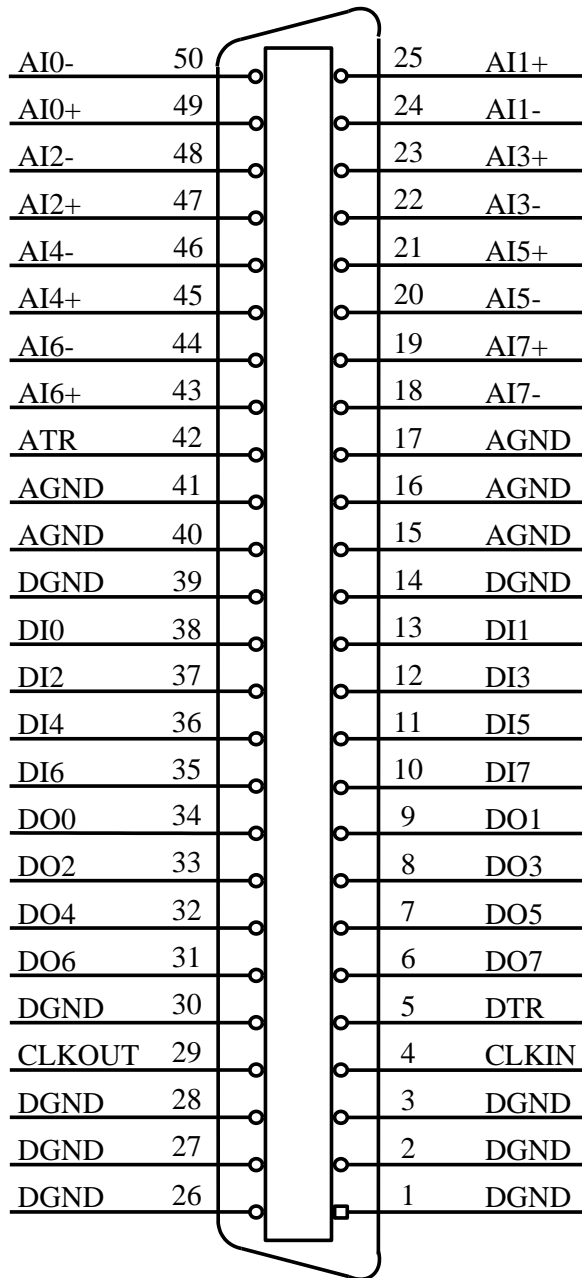 AI0- 50 25 AI1+
AI0+ 49 24 AI1-
AI2- 48 23 AI3+
AI2+ 47 22 AI3-
AI4- 46 21 AI5+
AI4+ 45 20 AI5-
AI6- 44 19 AI7+
AI6+ 43 18 AI7-
ATR 42 17 AGND
AGND 41 16 AGND
AGND 40 15 AGND
DGND 39 14 DGND
DI0 38 13 DI1
DI2 37 12 DI3
DI4 36 11 DI5
DI6 35 10 DI7
DO0 34 9 DO1
DO2 33 8 DO3
DO4 32 7 DO5
DO6 31 6 DO7
DGND 30 5 DTR
CLKOUT 29 4 CLKIN
DGND 28 3 DGND
DGND 27 2 DGND
DGND 26 1 DGND